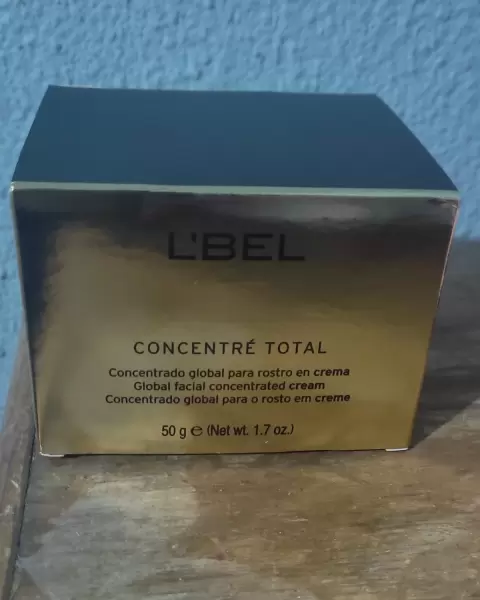 L'BEL
CONCENTRÉ TOTAL
Concentrado global para rostro en crema
Global facial concentrated cream
Concentrado global para o rosto em creme
50 g ℮ (Net wt. 1.7 oz.)